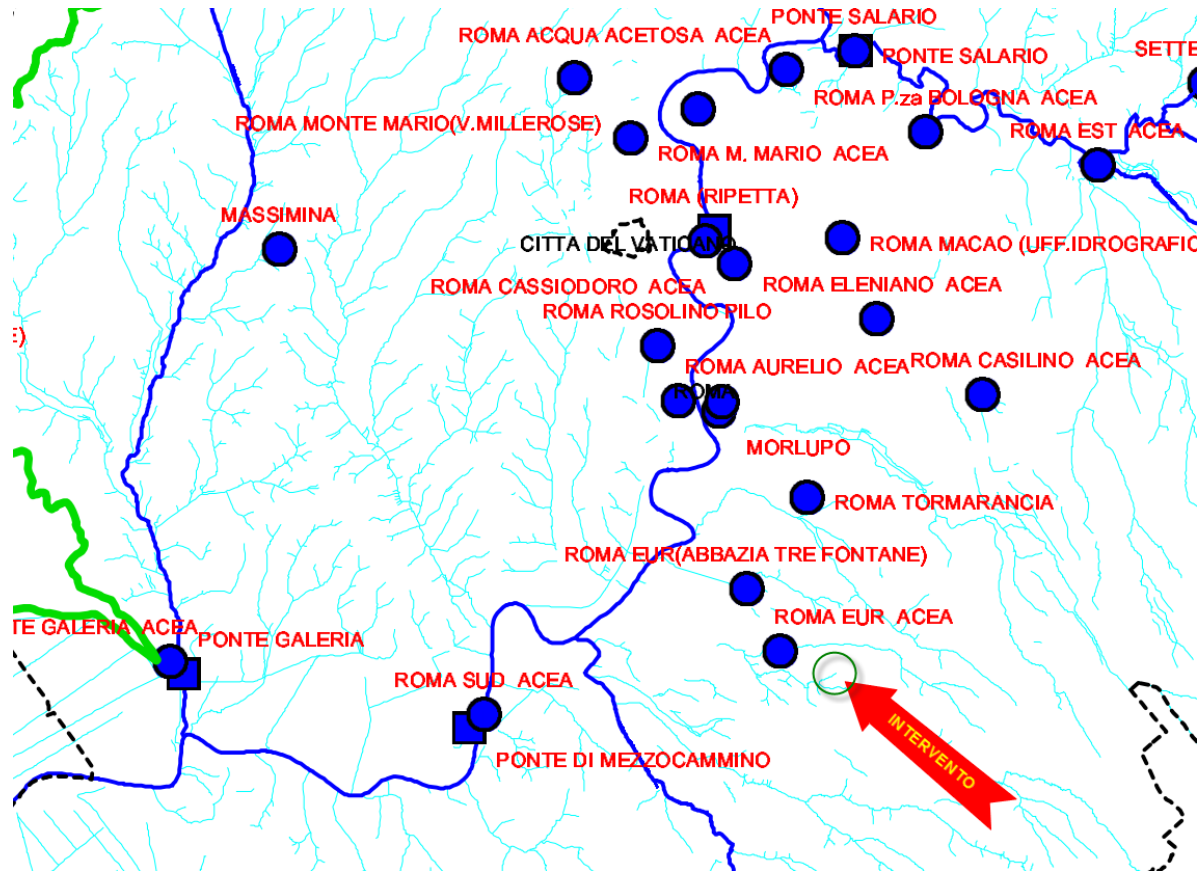 PONTE SALARIO
ROMA ACQUA ACETOSA ACEA
PONTE SALARIO
SETTE
ROMA P.za BOLOGNA ACEA
ROMA MONTE MARIO(V.MILLEROSE)
ROMA EST ACEA
ROMA M. MARIO ACEA
ROMA (RIPETTA)
MASSIMINA
CITTA DEL VATICANO
ROMA MACAO (UFF.IDROGRAFIC
ROMA CASSIODORO ACEA
ROMA ELENIANO ACEA
ROMA ROSOLINO PILO
E)
ROMA AURELIO ACEA
ROMA CASILINO ACEA
ROMA
MORLUPO
ROMA TORMARANCIA
ROMA EUR(ABBAZIA TRE FONTANE)
ROMA EUR ACEA
TE GALERIA ACEA
PONTE GALERIA
ROMA SUD ACEA
INTERVENTO
PONTE DI MEZZOCAMMINO